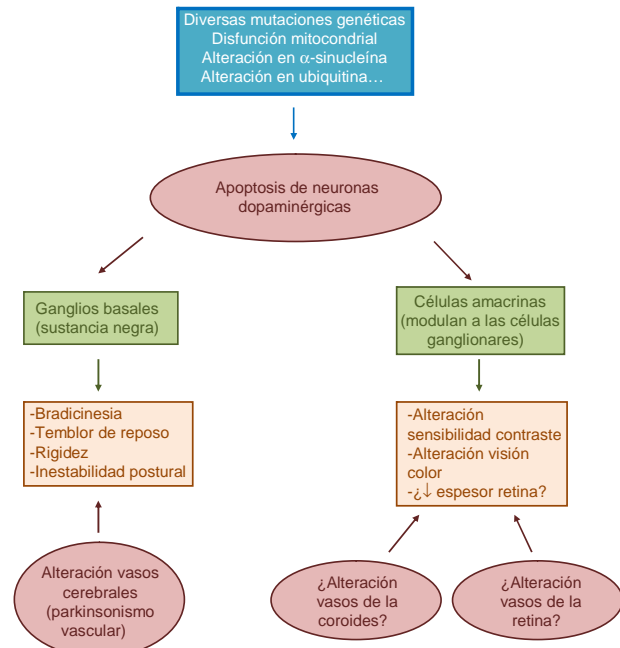 Diversas mutaciones genéticas
Disfunción mitocondrial
Alteración en α-sinucleína
Alteración en ubiquitina…
Apoptosis de neuronas
dopaminérgicas
Ganglios basales
(sustancia negra)
Células amacrinas
(modulan a las células
ganglionares)
-Bradicinesia
-Temblor de reposo
-Rigidez
-Inestabilidad postural
-Alteración
sensibilidad contraste
-Alteración visión
color
-¿↓ espesor retina?
Alteración vasos
cerebrales
(parkinsonismo
vascular)
¿Alteración
vasos de la
coroides?
¿Alteración
vasos de la
retina?